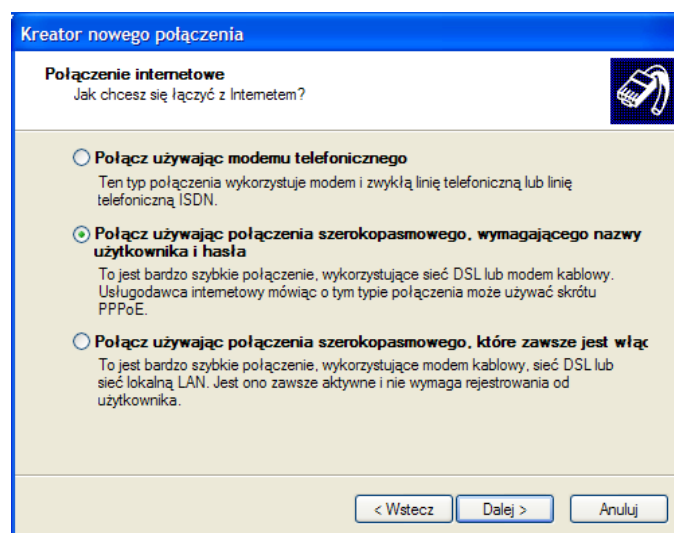 Kreator nowego połączenia
Połączenie internetowe
Jak chcesz się łączyć z Internetem?
Połącz używając modemu telefonicznego
Ten typ połączenia wykorzystuje modem i zwykłą linię telefoniczną lub linię
telefoniczną ISDN.
Połącz używając połączenia szerokopasmowego, wymagającego nazwy
użytkownika i hasła
To jest bardzo szybkie połączenie, wykorzystujące sieć DSL lub modem kablowy.
Usługodawca internetowy mówiąc o tym typie połączenia może używać skrótu
PPPoE.
Połącz używając połączenia szerokopasmowego, które zawsze jest włąc
To jest bardzo szybkie połączenie, wykorzystujące modem kablowy, sieć DSL lub
sieć lokalną LAN. Jest ono zawsze aktywne i nie wymaga rejestrowania od
użytkownika.
< Wstecz Dalej > Anuluj